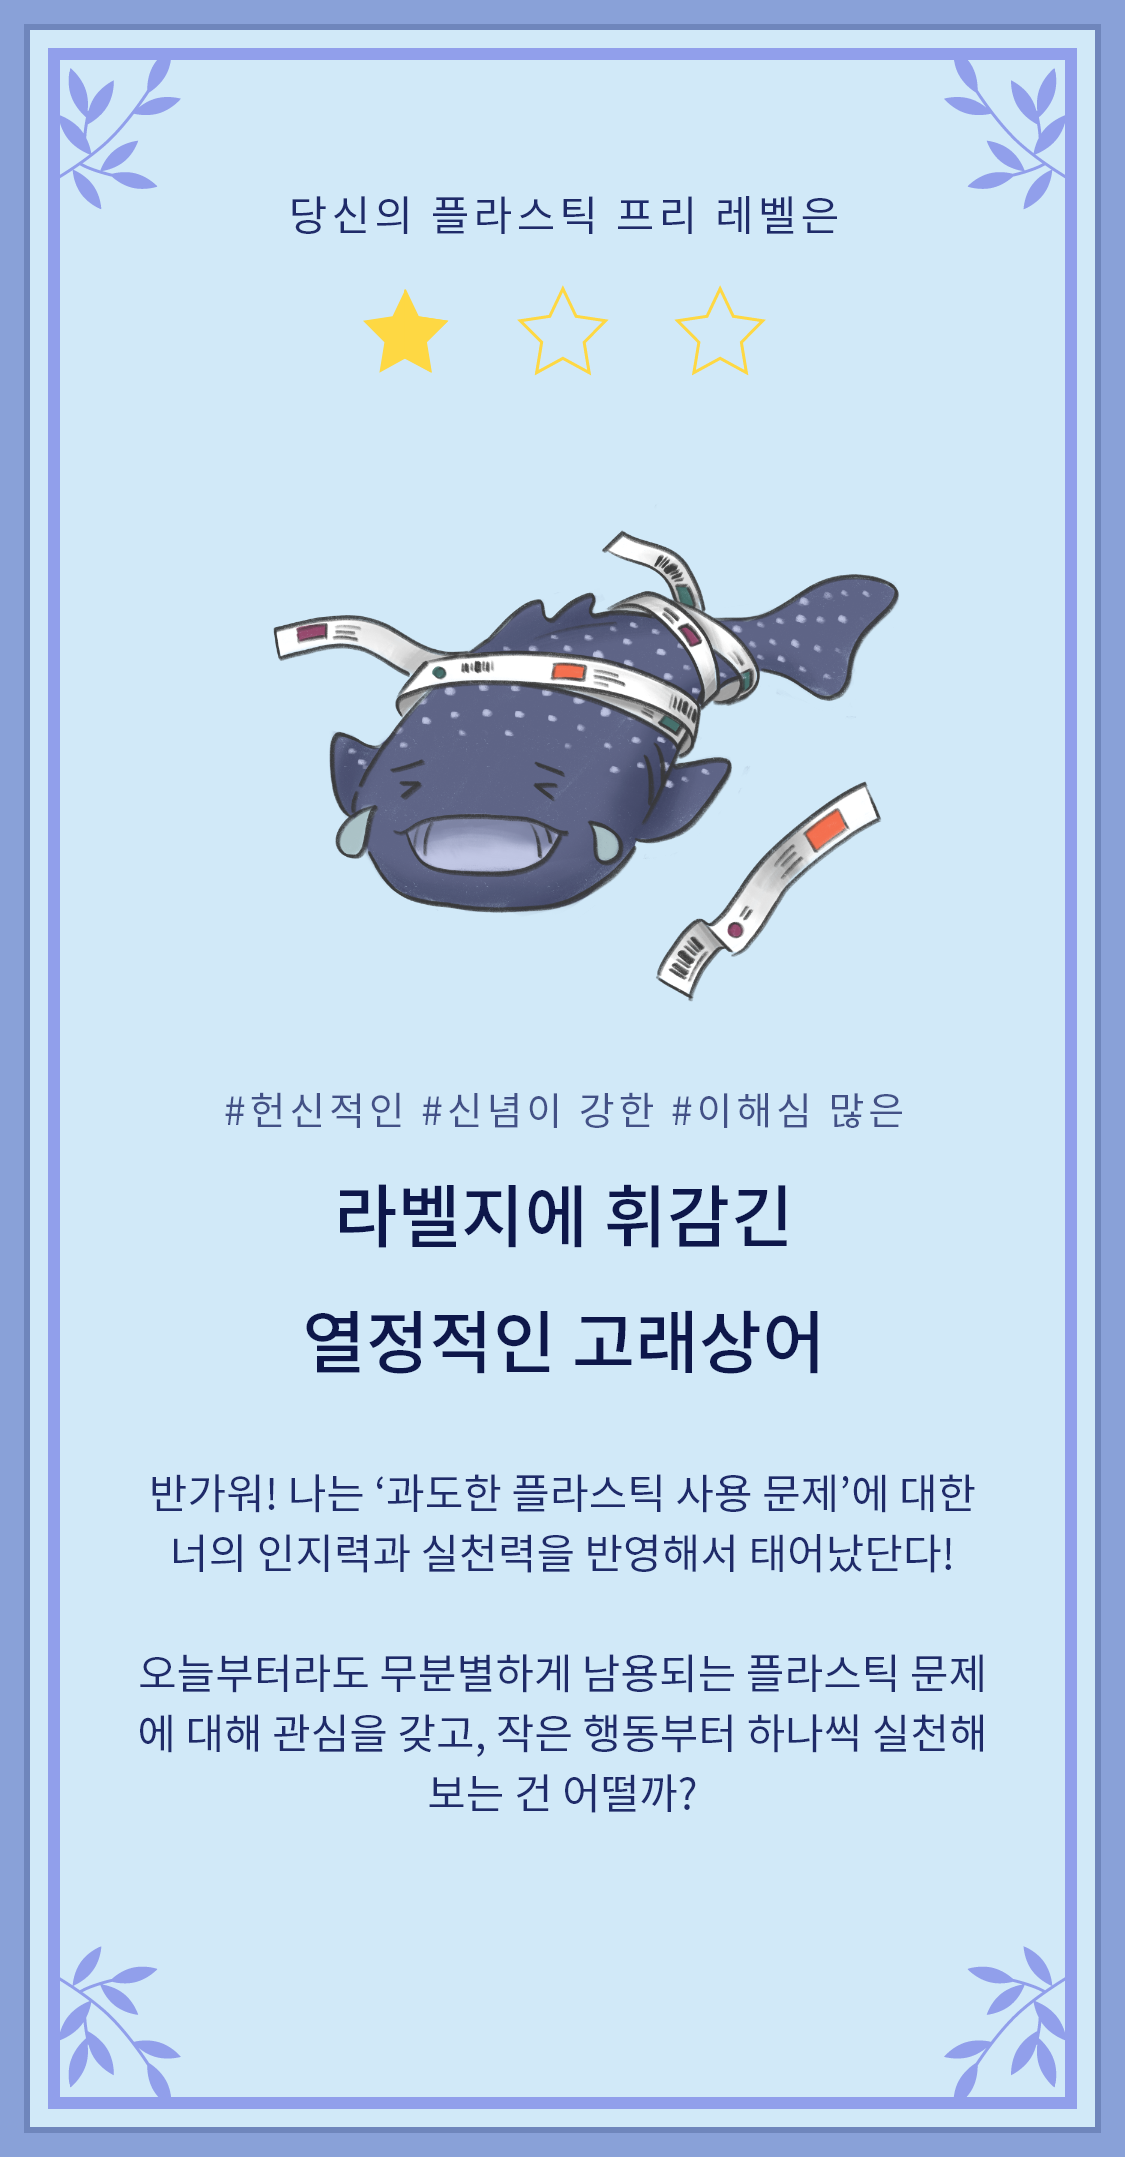 당신의 플라스틱 프리 레벨은
#헌신적인 #신념이 강한 #이해심 많은
라벨지에 휘감긴
열정적인 고래상어
반가워! 나는 ‘과도한 플라스틱 사용 문제’에 대한
너의 인지력과 실천력을 반영해서 태어났단다!
오늘부터라도 무분별하게 남용되는 플라스틱 문제
에 대해 관심을 갖고, 작은 행동부터 하나씩 실천해
보는 건 어떨까?